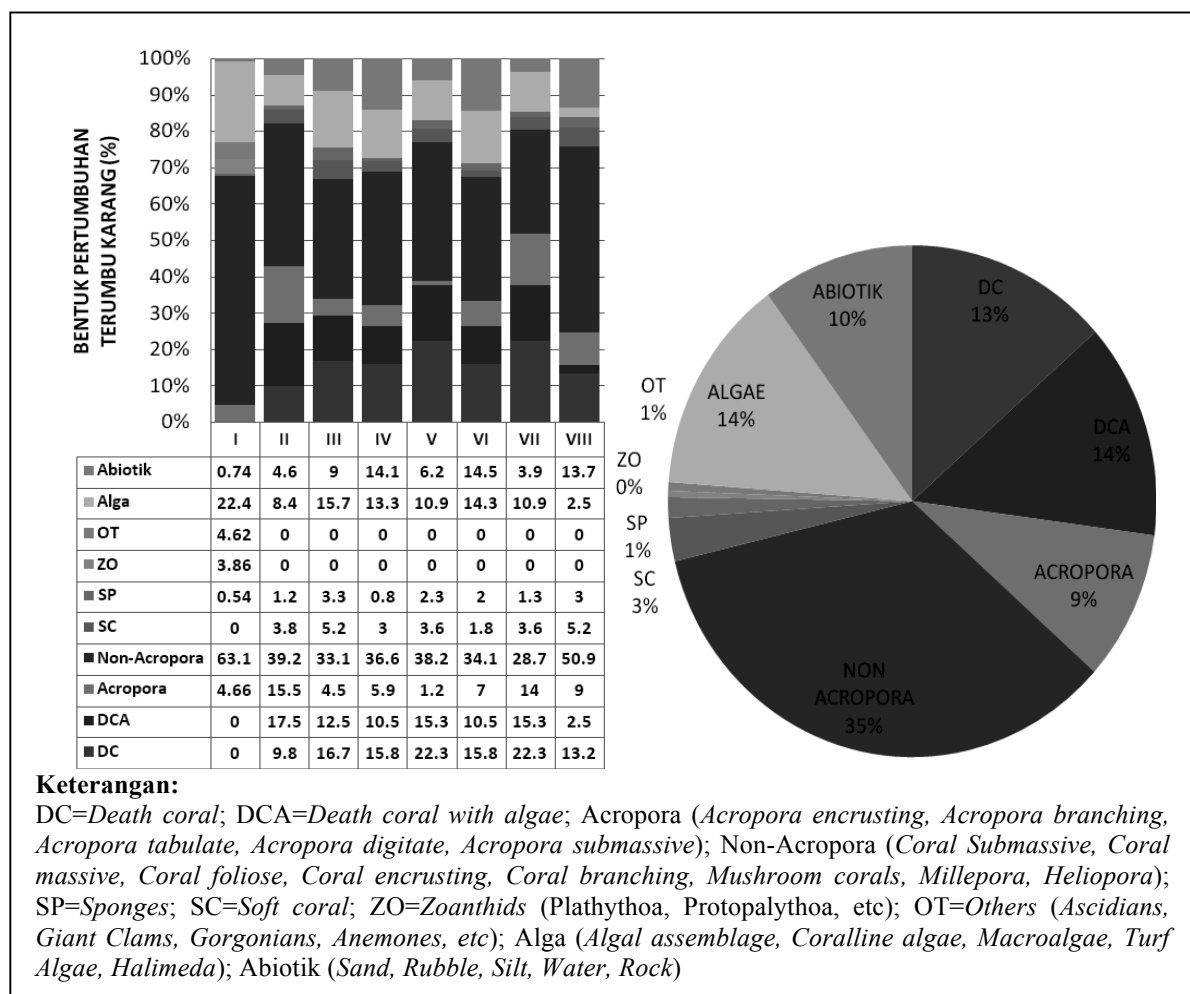 BENTUK PERTUMBUHAN
TERUMBU KARANG (%)
100%
90%
80%
70%
60%
50%
40%
30%
20%
10%
0%
I II III IV V VI VII VIII
Abiotik 0.74 4.6 9 14.1 6.2 14.5 3.9 13.7
Alga 22.4 8.4 15.7 13.3 10.9 14.3 10.9 2.5
OT 4.62 0 0 0 0 0 0 0
ZO 3.86 0 0 0 0 0 0 0
SP 0.54 1.2 3.3 0.8 2.3 2 1.3 3
SC 0 3.8 5.2 3 3.6 1.8 3.6 5.2
Non-Acropora 63.1 39.2 33.1 36.6 38.2 34.1 28.7 50.9
Acropora 4.66 15.5 4.5 5.9 1.2 7 14 9
DCA 0 17.5 12.5 10.5 15.3 10.5 15.3 2.5
DC 0 9.8 16.7 15.8 22.3 15.8 22.3 13.2
ABIOTIK
10%
DC
13%
DCA
14%
ACROPORA
9%
NON
ACROPORA
35%
SC
3%
SP
1%
ZO
0%
OT
1%
ALGAE
14%
Keterangan:
DC=Death coral; DCA=Death coral with algae; Acropora (Acropora encrusting, Acropora branching,
Acropora tabulate, Acropora digitate, Acropora submassive); Non-Acropora (Coral Submassive, Coral
massive, Coral foliose, Coral encrusting, Coral branching, Mushroom corals, Millepora, Heliopora);
SP=Sponges; SC=Soft coral; ZO=Zoanthids (Plathythoa, Protopalythoa, etc); OT=Others (Ascidians,
Giant Clams, Gorgonians, Anemones, etc); Alga (Algal assemblage, Coralline algae, Macroalgae, Turf
Algae, Halimeda); Abiotik (Sand, Rubble, Silt, Water, Rock)